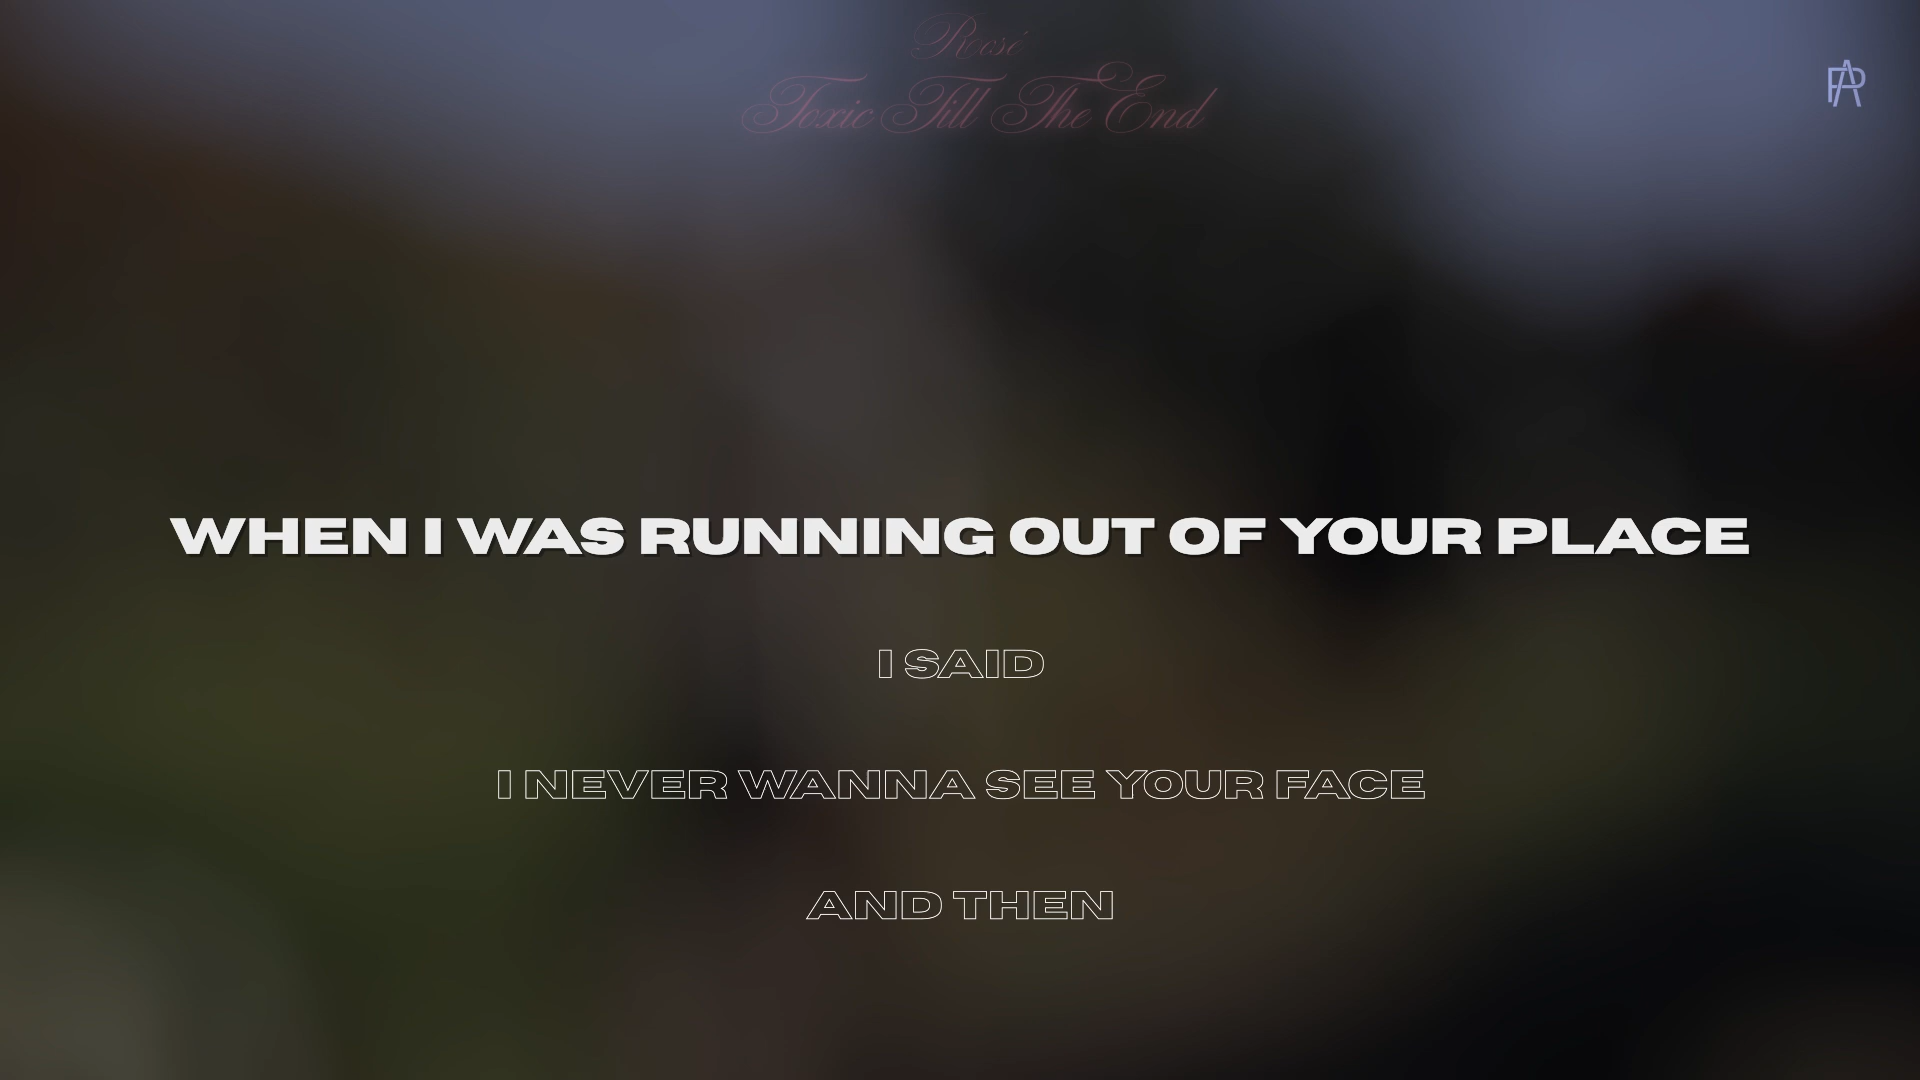 Rosé
Toxic Till The End
WHEN I WAS RUNNING OUT OF YOUR PLACE
I SAID
I NEVER WANNA SEE YOUR FACE
AND THEN